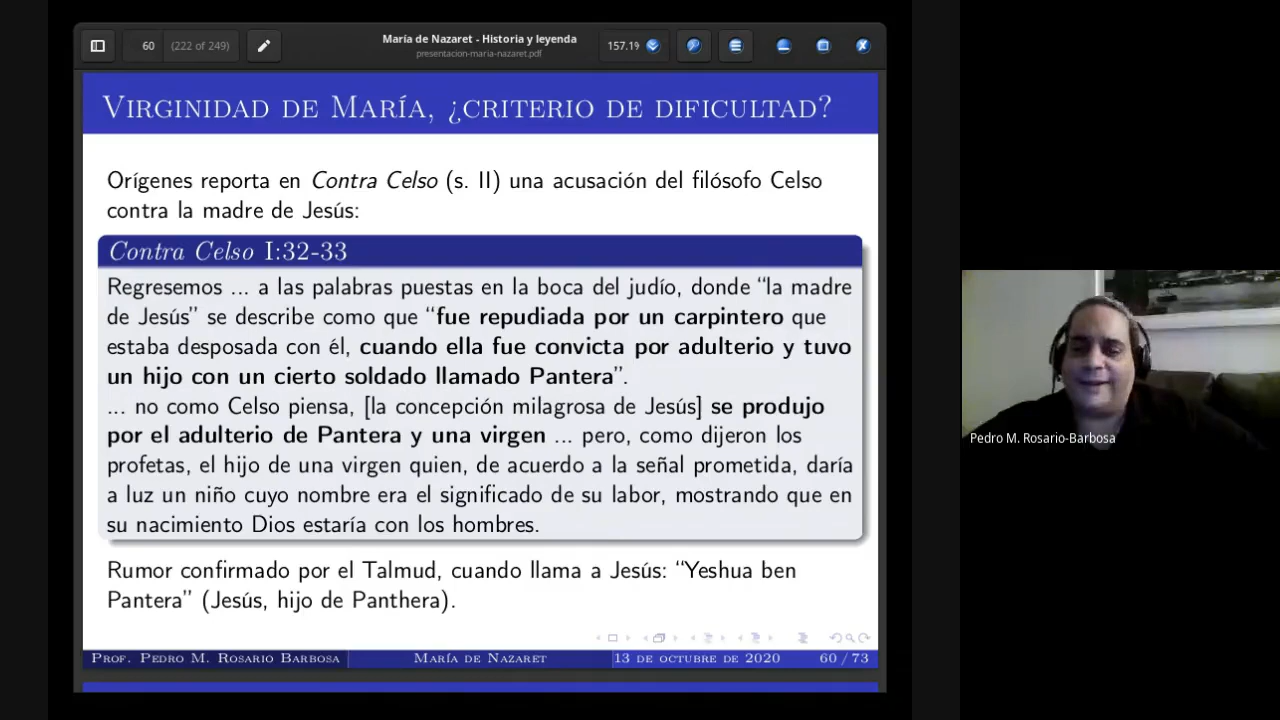 60
(222 of 249)
María de Nazaret - Historia y leyenda
presentacion-maria-nazaret.pdf
157.19
Virginidad de María, ¿criterio de dificultad?
Orígenes reporta en Contra Celso (s. II) una acusación del filósofo Celso
contra la madre de Jesús:
Contra Celso I:32-33
Regresemos ... a las palabras puestas en la boca del judío, donde “la madre
de Jesús” se describe como que “fue repudiada por un carpintero que
estaba desposada con él, cuando ella fue convicta por adulterio y tuvo
un hijo con un cierto soldado llamado Pantera”.
... no como Celso piensa, [la concepción milagrosa de Jesús] se produjo
por el adulterio de Pantera y una virgen ... pero, como dijeron los
profetas, el hijo de una virgen quien, de acuerdo a la señal prometida, daría
a luz un niño cuyo nombre era el significado de su labor, mostrando que en
su nacimiento Dios estaría con los hombres.
Rumor confirmado por el Talmud, cuando llama a Jesús: “Yeshua ben
Pantera” (Jesús, hijo de Panthera).
Prof. Pedro M. Rosario Barbosa
María de Nazaret
13 de octubre de 2020
60 / 73
Pedro M. Rosario-Barbosa